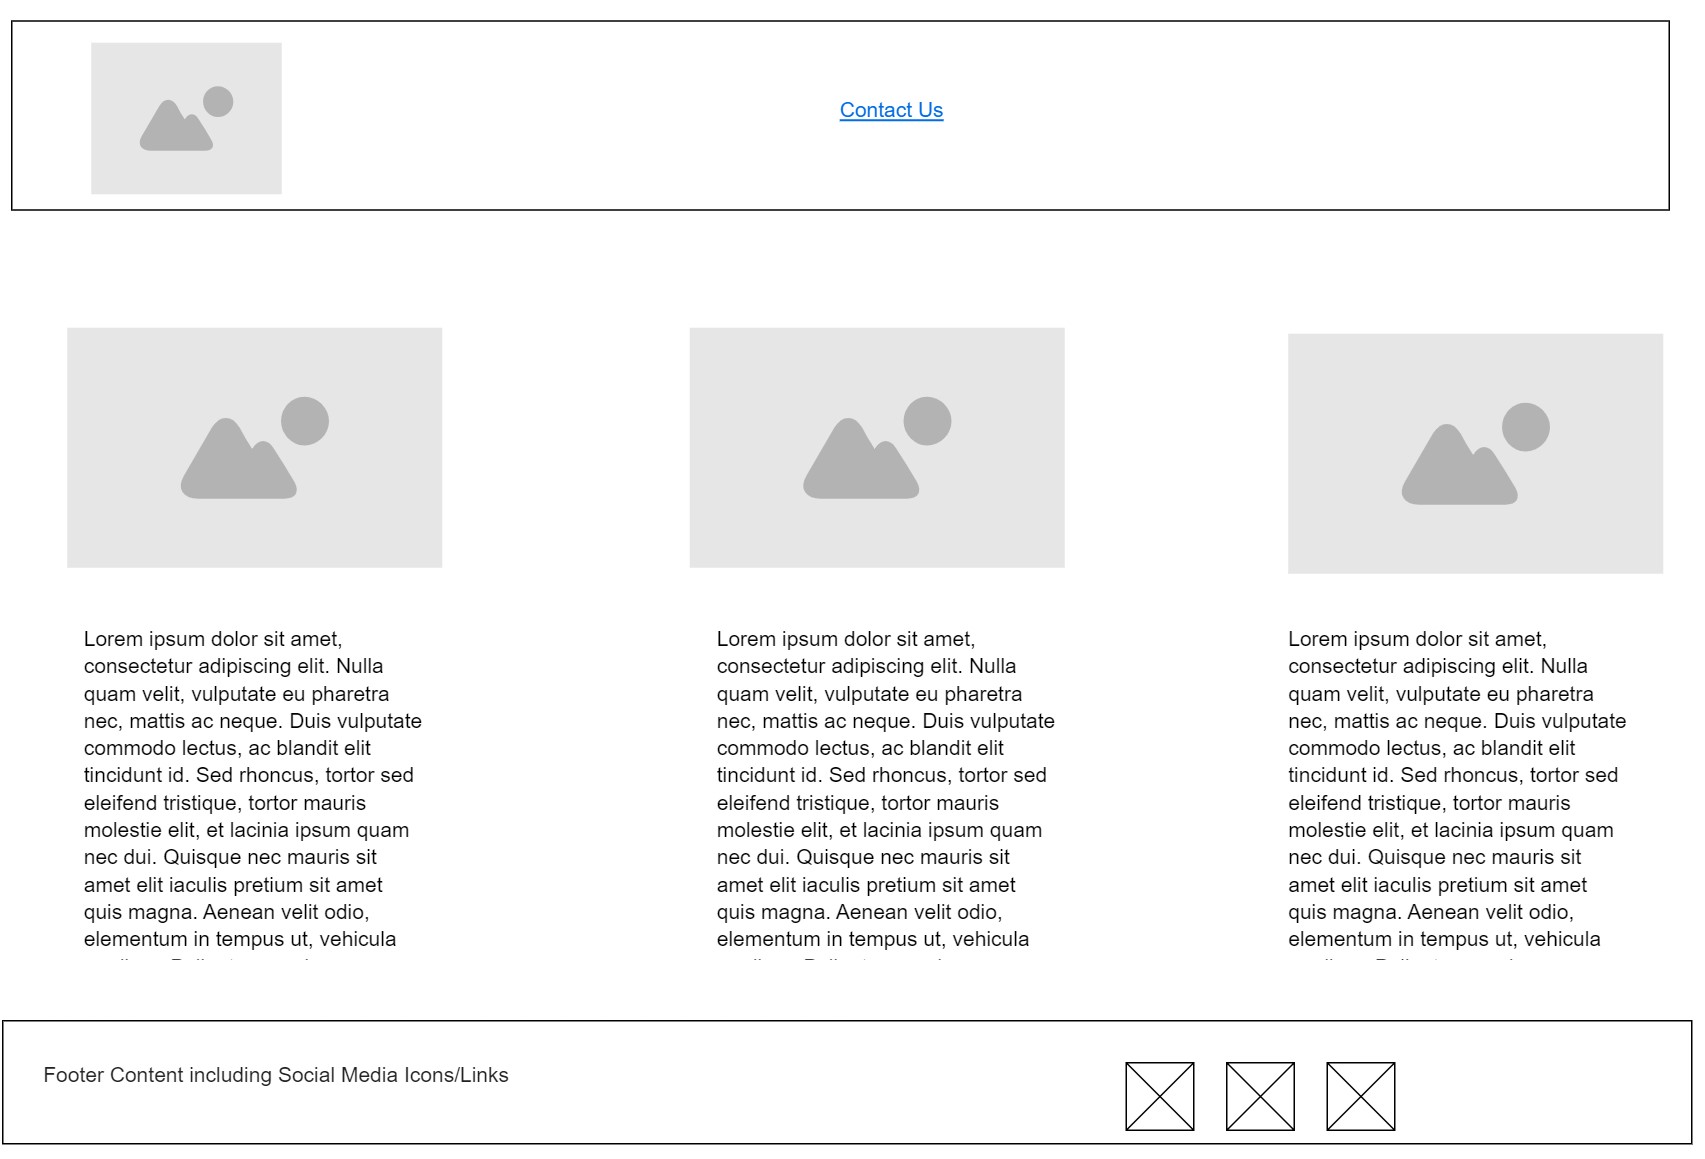 Contact Us
Lorem ipsum dolor sit amet,
consectetur adipiscing elit. Nulla
quam velit, vulputate eu pharetra
nec, mattis ac neque. Duis vulputate
commodo lectus, ac blandit elit
tincidunt id. Sed rhoncus, tortor sed
eleifend tristique, tortor mauris
molestie elit, et lacinia ipsum quam
nec dui. Quisque nec mauris sit
amet elit iaculis pretium sit amet
quis magna. Aenean velit odio,
elementum in tempus ut, vehicula
Lorem ipsum dolor sit amet,
consectetur adipiscing elit. Nulla
quam velit, vulputate eu pharetra
nec, mattis ac neque. Duis vulputate
commodo lectus, ac blandit elit
tincidunt id. Sed rhoncus, tortor sed
eleifend tristique, tortor mauris
molestie elit, et lacinia ipsum quam
nec dui. Quisque nec mauris sit
amet elit iaculis pretium sit amet
quis magna. Aenean velit odio,
elementum in tempus ut, vehicula
Lorem ipsum dolor sit amet,
consectetur adipiscing elit. Nulla
quam velit, vulputate eu pharetra
nec, mattis ac neque. Duis vulputate
commodo lectus, ac blandit elit
tincidunt id. Sed rhoncus, tortor sed
eleifend tristique, tortor mauris
molestie elit, et lacinia ipsum quam
nec dui. Quisque nec mauris sit
amet elit iaculis pretium sit amet
quis magna. Aenean velit odio,
elementum in tempus ut, vehicula
Footer Content including Social Media Icons/Links